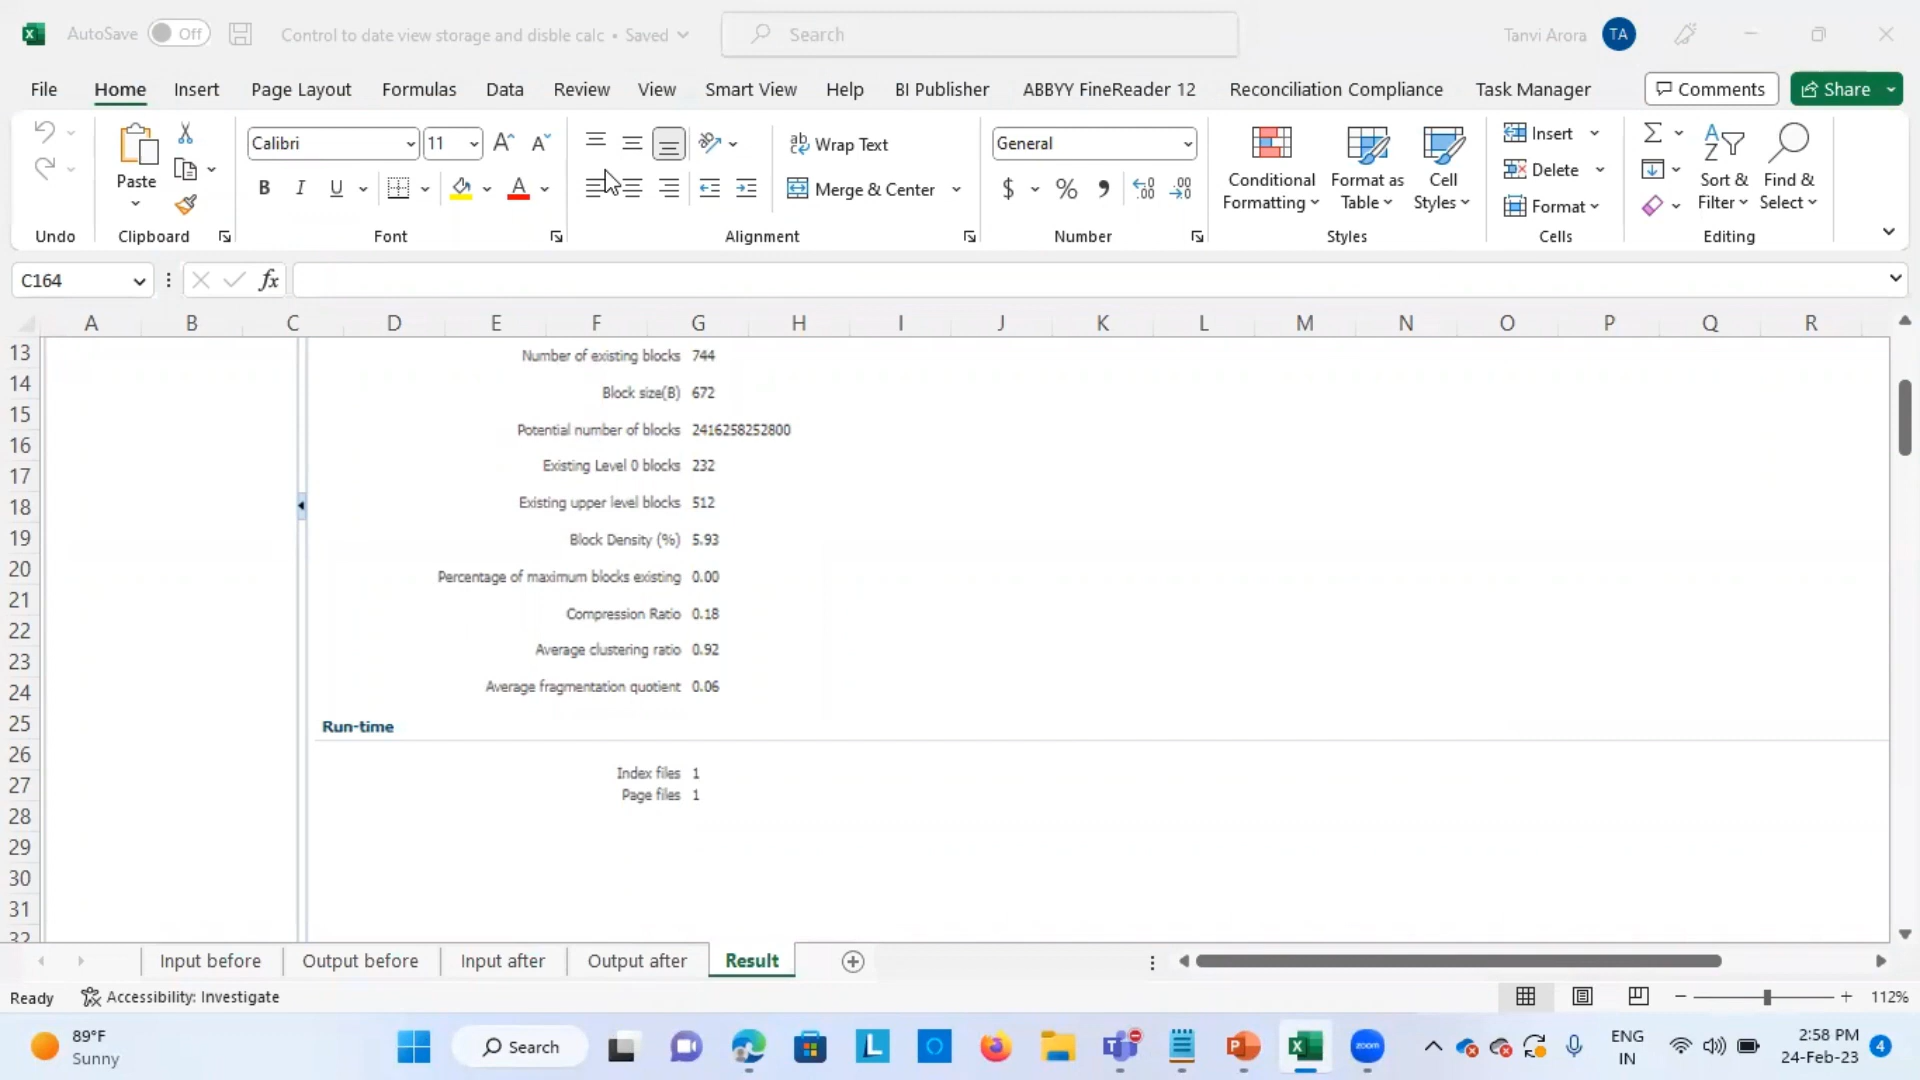 AutoSave Off Control to date view storage and disble calc • Saved Search Tanvi Arora TA
File Home Insert Page Layout Formulas Data Review View Smart View Help BI Publisher ABBYY FineReader 12 Reconciliation Compliance Task Manager Comments Share
Calibri 11 A A ab Wrap Text General Insert
Paste B I U A Merge & Center $ % Conditional Formatting Format as Table Cell Styles Delete Sort & Filter Find & Select
Format
Undo Clipboard Font Alignment Number Styles Cells Editing
C164 fx
A B C D E F G H I J K L M N O P Q R
13 Number of existing blocks 744
14 Block size(B) 672
15
16 Potential number of blocks 2416258252800
17 Existing Level 0 blocks 232
18 Existing upper level blocks 512
19 Block Density (%) 5.93
20 Percentage of maximum blocks existing 0.00
21
22 Compression Ratio 0.18
23 Average clustering ratio 0.92
24 Average fragmentation quotient 0.06
25 Run-time
26
27 Index files 1
28 Page files 1
29
30
31
32
Input before Output before Input after Output after Result
Ready Accessibility: Investigate 112%
89°F
Sunny
Search
zoom
ENG
IN
2:58 PM
24-Feb-23
4